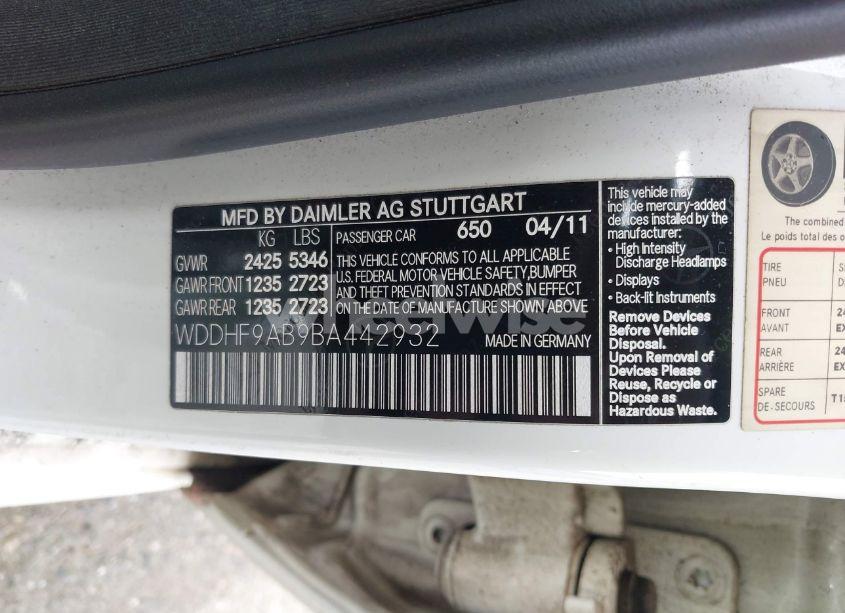 MFD BY DAIMLER AG STUTTGART
KG LBS
GVWR 2425 5346
GAWR FRONT 1235 2723
GAWR REAR 1235 2723
PASSENGER CAR 650 04/11
THIS VEHICLE CONFORMS TO ALL APPLICABLE
U.S. FEDERAL MOTOR VEHICLE SAFETY,BUMPER
AND THEFT PREVENTION STANDARDS IN EFFECT
ON THE DATE OF MANUFACTURE SHOWN ABOVE
WDDHF9AB9BA442932 MADE IN GERMANY
This vehicle may
include mercury-added
devices installed by the
manufacturer:
• High Intensity
Discharge Headlamps
• Displays
• Back-lit Instruments
Remove Devices
Before Vehicle
Disposal.
Upon Removal of
Devices Please
Reuse, Recycle or
Dispose as
Hazardous Waste.
The combined
Le poids total des
TIRE
PNEU
FRONT 24
AVANT EX
REAR 24
ARRIÈRE EX
SPARE
DE-SECOURS